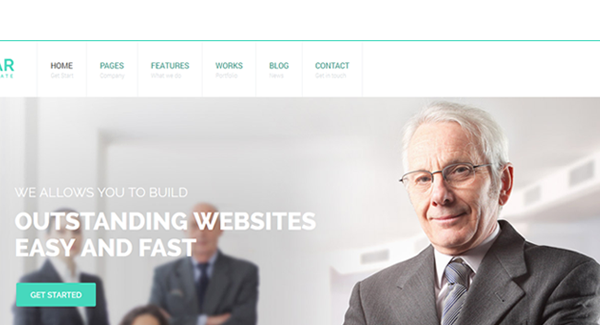 AR
HOME PAGES FEATURES WORKS BLOG CONTACT
Get Start Company What we do Portfolio News Get in touch
WE ALLOWS YOU TO BUILD
OUTSTANDING WEBSITES
EASY AND FAST
GET STARTED